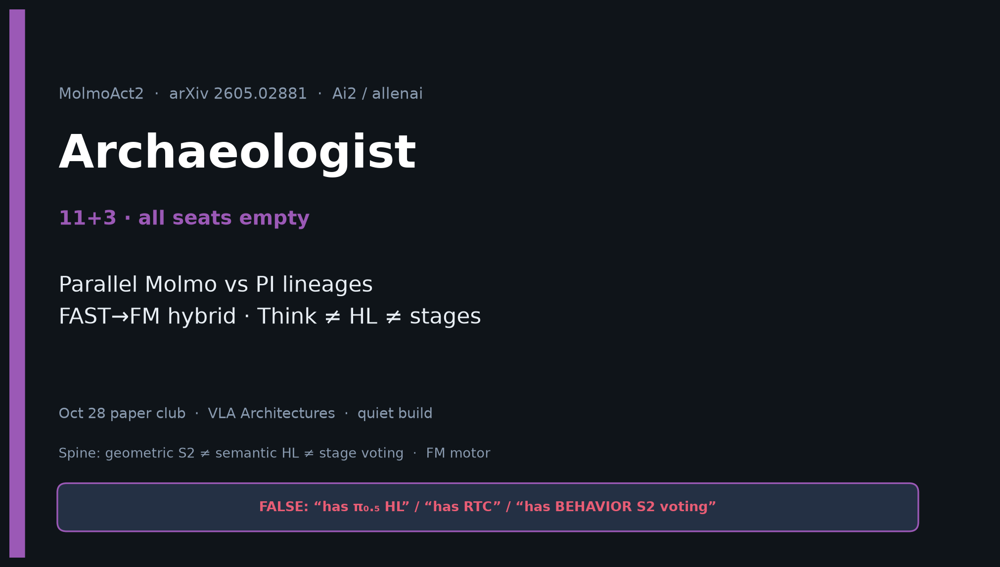 MolmoAct2 · arXiv 2605.02881 · Ai2 / allenai
Archaeologist
11+3 · all seats empty
Parallel Molmo vs PI lineages
FAST→FM hybrid · Think ≠ HL ≠ stages
Oct 28 paper club · VLA Architectures · quiet build
Spine: geometric S2 ≠ semantic HL ≠ stage voting · FM motor
FALSE: “has π₀.₅ HL” / “has RTC” / “has BEHAVIOR S2 voting”